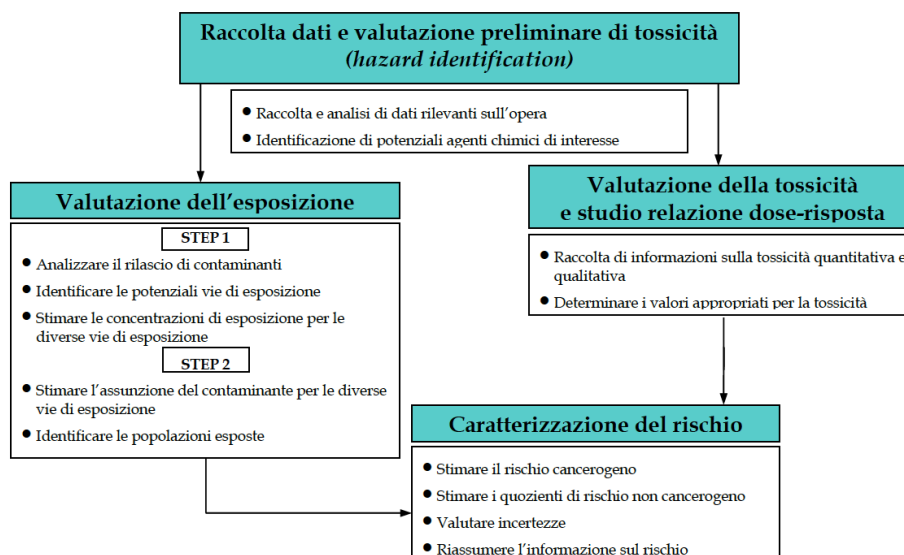 Raccolta dati e valutazione preliminare di tossicità
(hazard identification)
• Raccolta e analisi di dati rilevanti sull'opera
• Identificazione di potenziali agenti chimici di interesse
Valutazione dell'esposizione
STEP 1
• Analizzare il rilascio di contaminanti
• Identificare le potenziali vie di esposizione
• Stimare le concentrazioni di esposizione per le
diverse vie di esposizione
STEP 2
• Stimare l'assunzione del contaminante per le diverse
vie di esposizione
• Identificare le popolazioni esposte
Valutazione della tossicità
e studio relazione dose-risposta
• Raccolta di informazioni sulla tossicità quantitativa e
qualitativa
• Determinare i valori appropriati per la tossicità
Caratterizzazione del rischio
• Stimare il rischio cancerogeno
• Stimare i quozienti di rischio non cancerogeno
• Valutare incertezze
• Riassumere l'informazione sul rischio